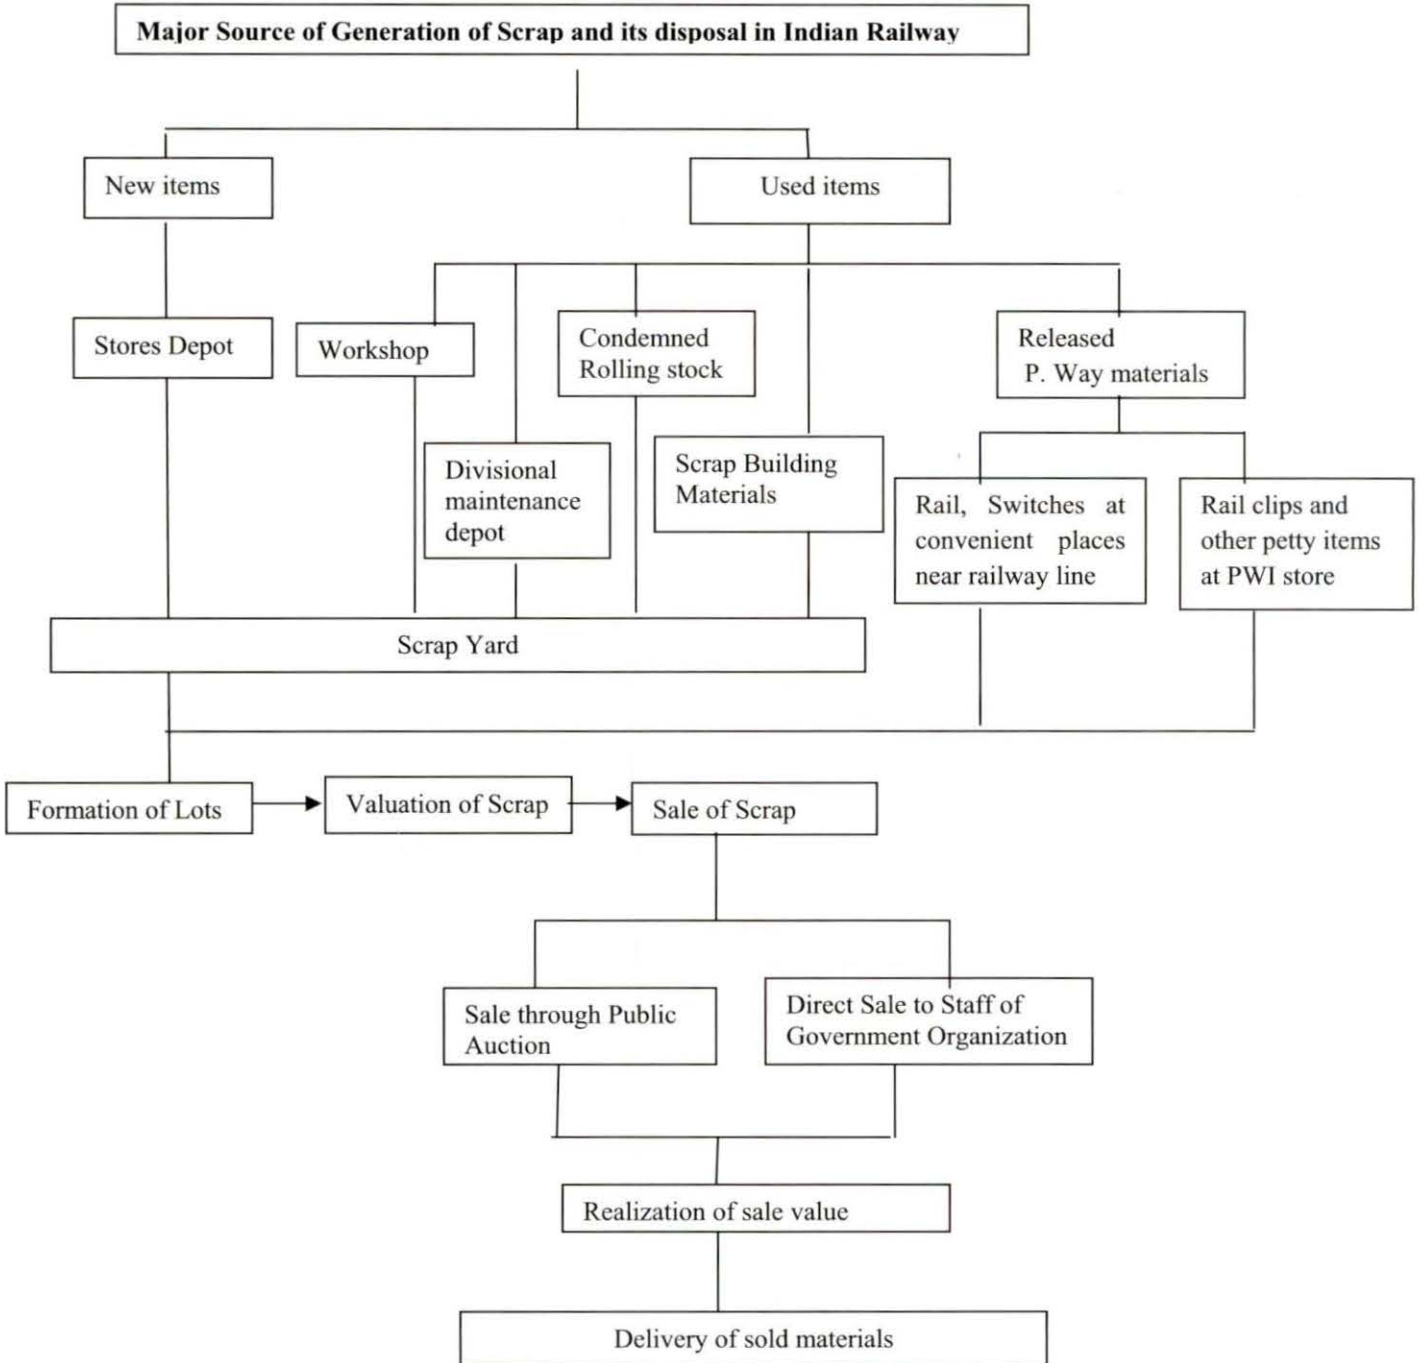 Major Source of Generation of Scrap and its disposal in Indian Railway
New items
Used items
Stores Depot
Workshop
Condemned
Rolling stock
Released
P. Way materials
Divisional
maintenance
depot
Scrap Building
Materials
Rail, Switches at
convenient places
near railway line
Rail clips and
other petty items
at PWI store
Scrap Yard
Formation of Lots
Valuation of Scrap
Sale of Scrap
Sale through Public
Auction
Direct Sale to Staff of
Government Organization
Realization of sale value
Delivery of sold materials